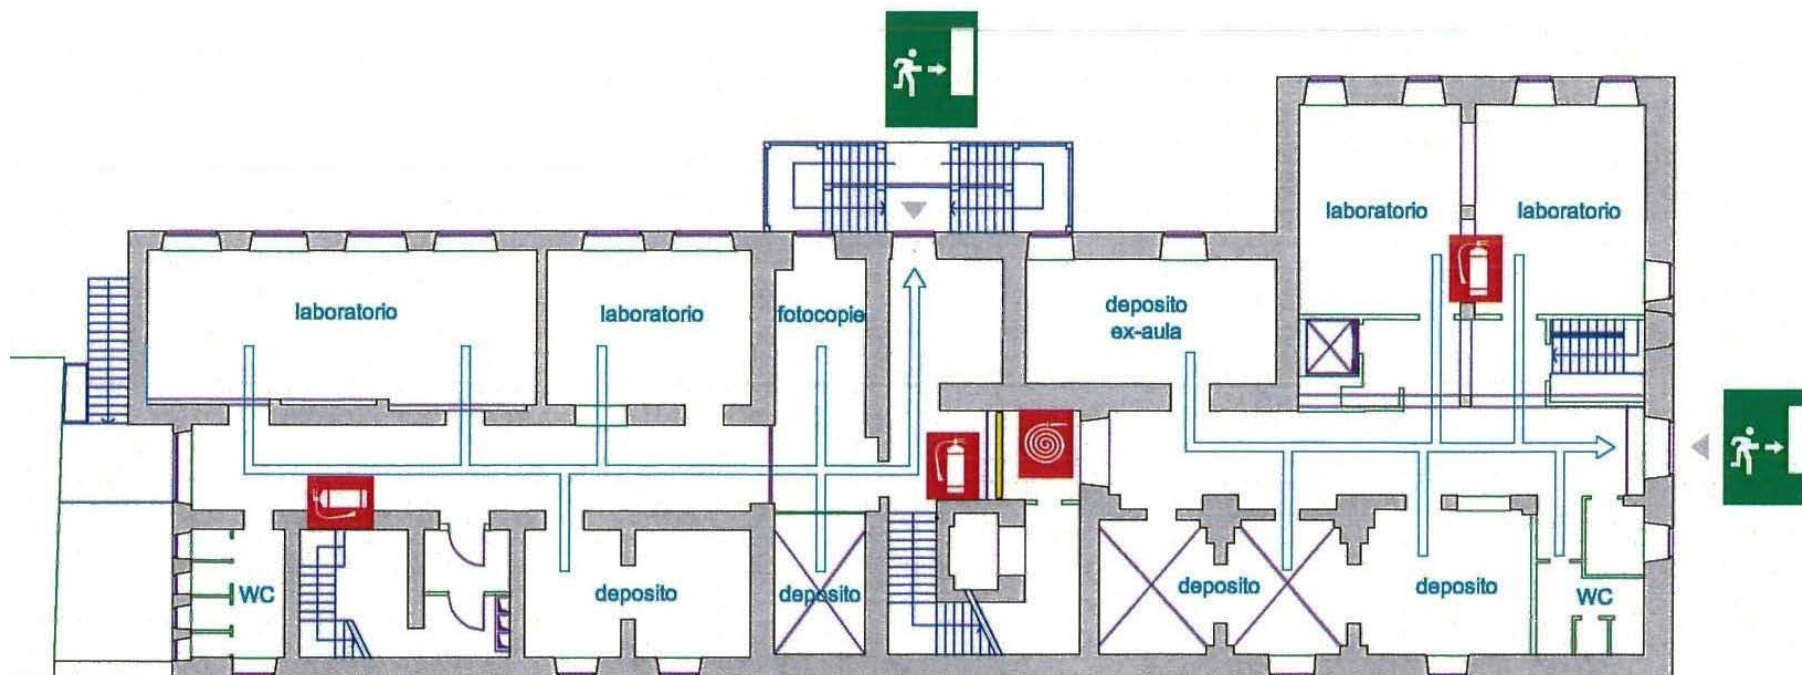 laboratorio
laboratorio
laboratorio
laboratorio
fotocopie
deposito
ex-aula
WC
deposito
deposito
deposito
deposito
WC